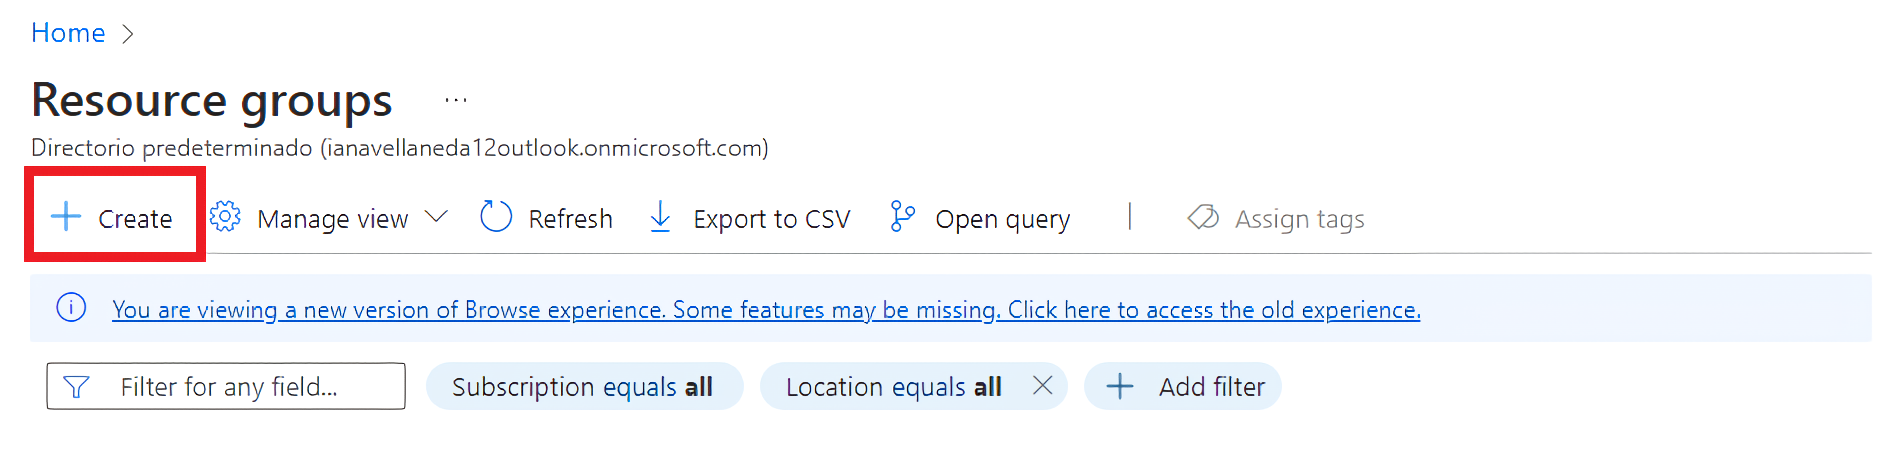 Home >
Resource groups ...
Directorio predeterminado (ianavellaneda12outlook.onmicrosoft.com)
+ Create Manage view Refresh Export to CSV Open query | Assign tags
You are viewing a new version of Browse experience. Some features may be missing. Click here to access the old experience.
Filter for any field... Subscription equals all Location equals all × + Add filter